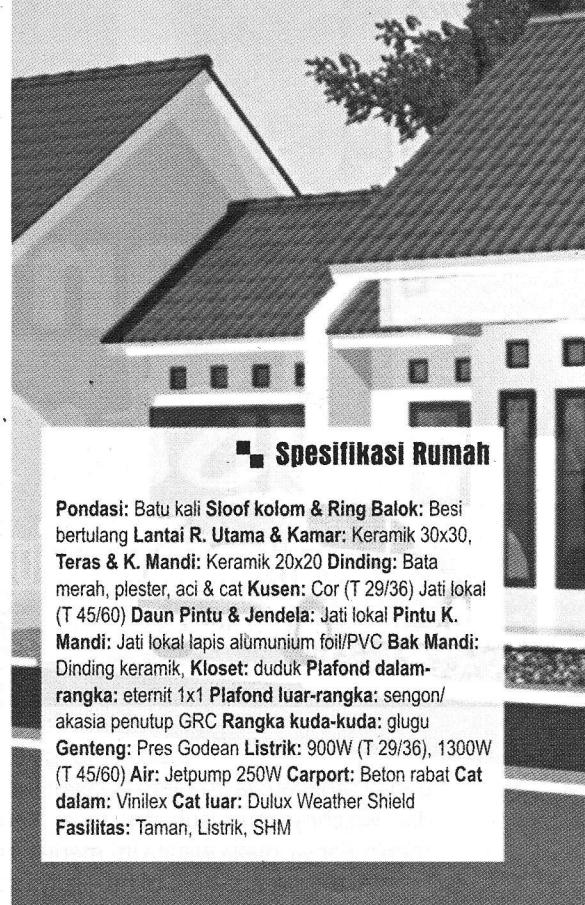 Spesifikasi Rumah
Pondasi: Batu kali Sloof kolom & Ring Balok: Besi
bertulang Lantai R. Utama & Kamar: Keramik 30x30,
Teras & K. Mandi: Keramik 20x20 Dinding: Bata
merah, plester, aci & cat Kusen: Cor (T 29/36) Jati lokal
(T 45/60) Daun Pintu & Jendela: Jati lokal Pintu K.
Mandi: Jati lokal lapis alumunium foil/PVC Bak Mandi:
Dinding keramik, Kloset: duduk Plafond dalam-
rangka: eternit 1x1 Plafond luar-rangka: sengon/
akasia penutup GRC Rangka kuda-kuda: glugu
Genteng: Pres Godean Listrik: 900W (T 29/36), 1300W
(T 45/60) Air: Jetpump 250W Carport: Beton rabat Cat
dalam: Vinilex Cat luar: Dulux Weather Shield
Fasilitas: Taman, Listrik, SHM